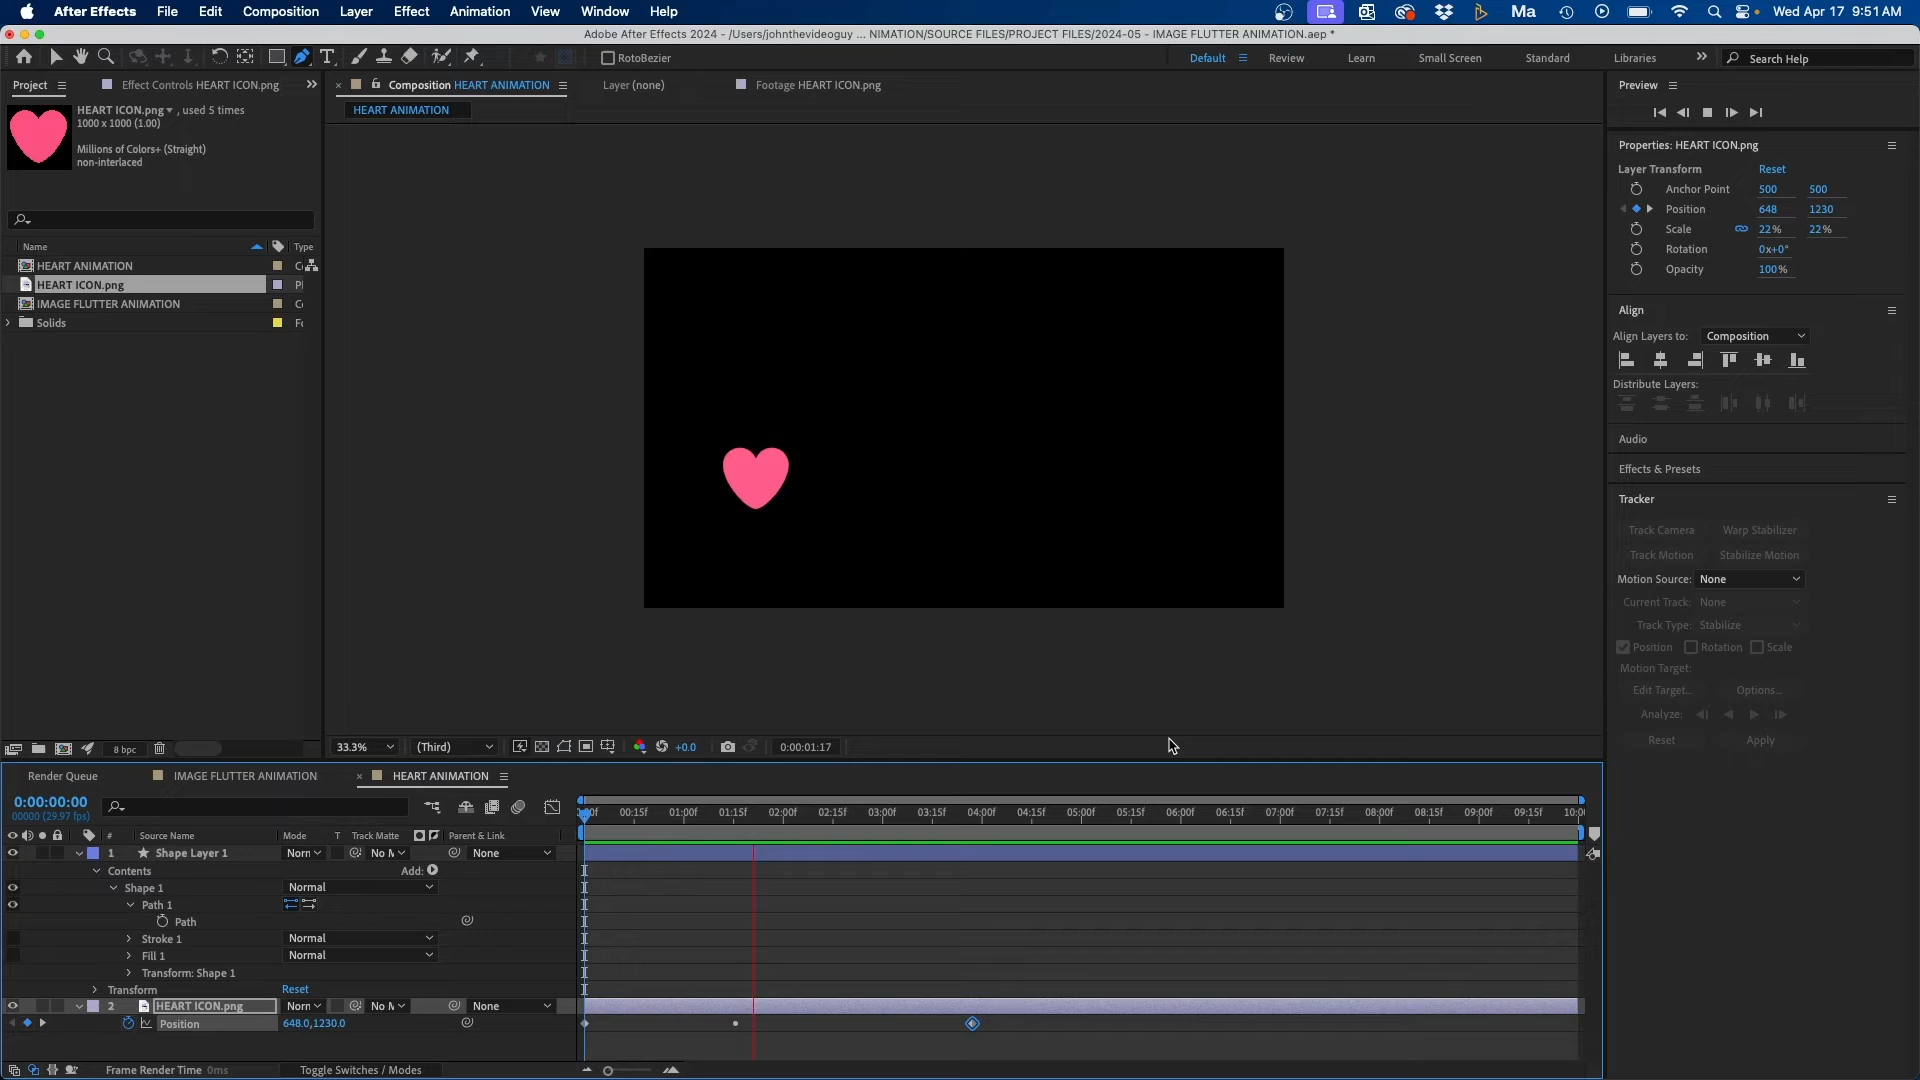 After Effects File Edit Composition Layer Effect Animation View Window Help Ma Wed Apr 17 9:51 AM
Adobe After Effects 2024 - /Users/johnthevideoguy ... NIMATION/SOURCE FILES/PROJECT FILES/2024-05 - IMAGE FLUTTER ANIMATION.aep *
RotoBezier Default Review Learn Small Screen Standard Libraries Search Help
Project Effect Controls HEART ICON.png Composition HEART ANIMATION Layer (none) Footage HEART ICON.png Preview
HEART ICON.png , used 5 times
1000 x 1000 (1.00)
Millions of Colors+ (Straight)
non-interlaced
HEART ANIMATION
Properties: HEART ICON.png
Layer Transform Reset
Anchor Point 500 500
Position 648 1230
Scale 22% 22%
Rotation 0x+0°
Opacity 100%
Name Type
HEART ANIMATION C
HEART ICON.png P
IMAGE FLUTTER ANIMATION C
Solids F
Align
Align Layers to: Composition
Distribute Layers:
Audio
Effects & Presets
Tracker
Track Camera Warp Stabilizer
Track Motion Stabilize Motion
Motion Source: None
Current Track: None
Track Type: Stabilize
Position Rotation Scale
Motion Target:
Edit Target... Options...
Analyze:
Reset Apply
8 bpc 33.3% (Third) +0.0 0:00:01:17
Render Queue IMAGE FLUTTER ANIMATION HEART ANIMATION
0:00:00:00
00000 (29.97 fps)
00f 00:15f 01:00f 01:15f 02:00f 02:15f 03:00f 03:15f 04:00f 04:15f 05:00f 05:15f 06:00f 06:15f 07:00f 07:15f 08:00f 08:15f 09:00f 09:15f 10:0
# Source Name Mode T Track Matte Parent & Link
1 Shape Layer 1 Norn No M None
Contents Add:
Shape 1 Normal
Path 1
Path
Stroke 1 Normal
Fill 1 Normal
Transform: Shape 1
Transform Reset
2 HEART ICON.png Norn No M None
Position 648.0,1230.0
Frame Render Time 0ms Toggle Switches / Modes